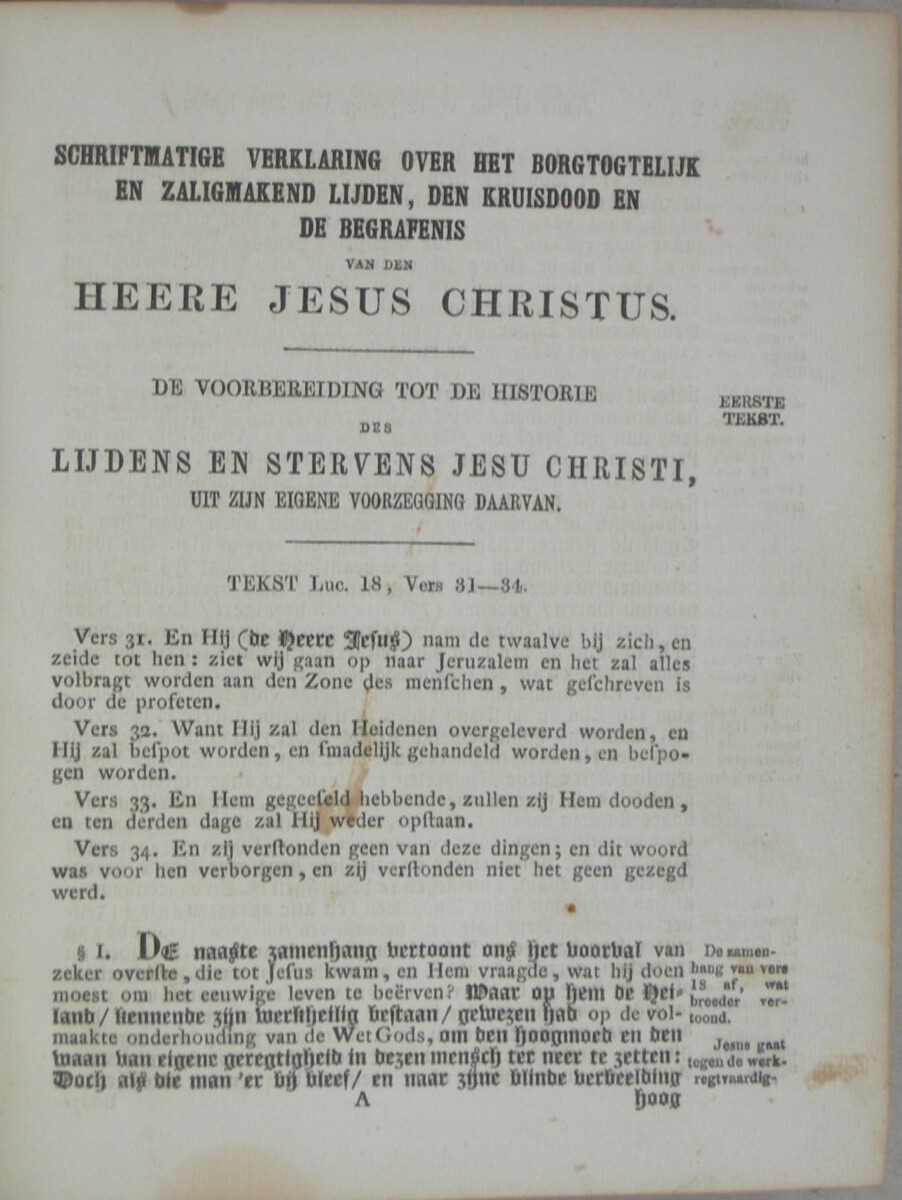 SCHRIFTMATIGE VERKLARING OVER HET BORGTOGTELIJK
EN ZALIGMAKEND LIJDEN, DEN KRUISDOOD EN
DE BEGRAFENIS
VAN DEN
HEERE JESUS CHRISTUS.
DE VOORBEREIDING TOT DE HISTORIE
DES
LIJDENS EN STERVENS JESU CHRISTI,
UIT ZIJN EIGENE VOORZEGGING DAARVAN.
EERSTE
TEKST.
TEKST Luc. 18, Vers 31—34.
Vers 31. En Hij (de Heere Jeſus) nam de twaalve bij zich, en
zeide tot hen: ziet wij gaan op naar Jeruzalem en het zal alles
volbragt worden aan den Zone des menſchen, wat geſchreven is
door de profeten.
Vers 32. Want Hij zal den Heidenen overgeleverd worden, en
Hij zal beſpot worden, en ſmadelijk gehandeld worden, en beſpo-
gen worden.
Vers 33. En Hem gegeeſeld hebbende, zullen zij Hem dooden,
en ten derden dage zal Hij weder opſtaan.
Vers 34. En zij verſtonden geen van deze dingen; en dit woord
was voor hen verborgen, en zij verſtonden niet het geen gezegd
werd.
§ I. DE naaste zamenhang vertoont ons het voorval van
zeker overſte, die tot Jeſus kwam, en Hem vraagde, wat hij doen
moest om het eeuwige leven te beërven? Waar op hem de Hei-
land/ kennende zijn werkheilig bestaan/ gewezen had op de vol-
maakte onderhouding van de Wet Gods, om den hoogmoed en den
waan van eigene geregtigheid in dezen mensch ter neer te zetten:
Doch als die man 'er bij bleef/ en naar zijne blinde verbeelding
A hoog
De zamen-
hang van vers
18 af, wat
breeder ver-
toond.
Jesus gaat
tegen de werk-
regtvaardig-